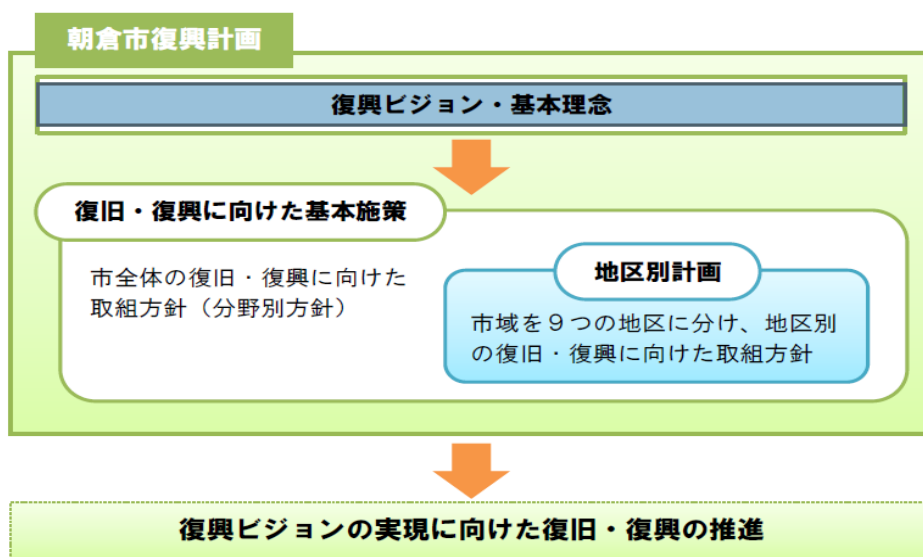 朝倉市復興計画
復興ビジョン・基本理念
復旧・復興に向けた基本施策
市全体の復旧・復興に向けた
取組方針（分野別方針）
地区別計画
市域を９つの地区に分け、地区別
の復旧・復興に向けた取組方針
復興ビジョンの実現に向けた復旧・復興の推進